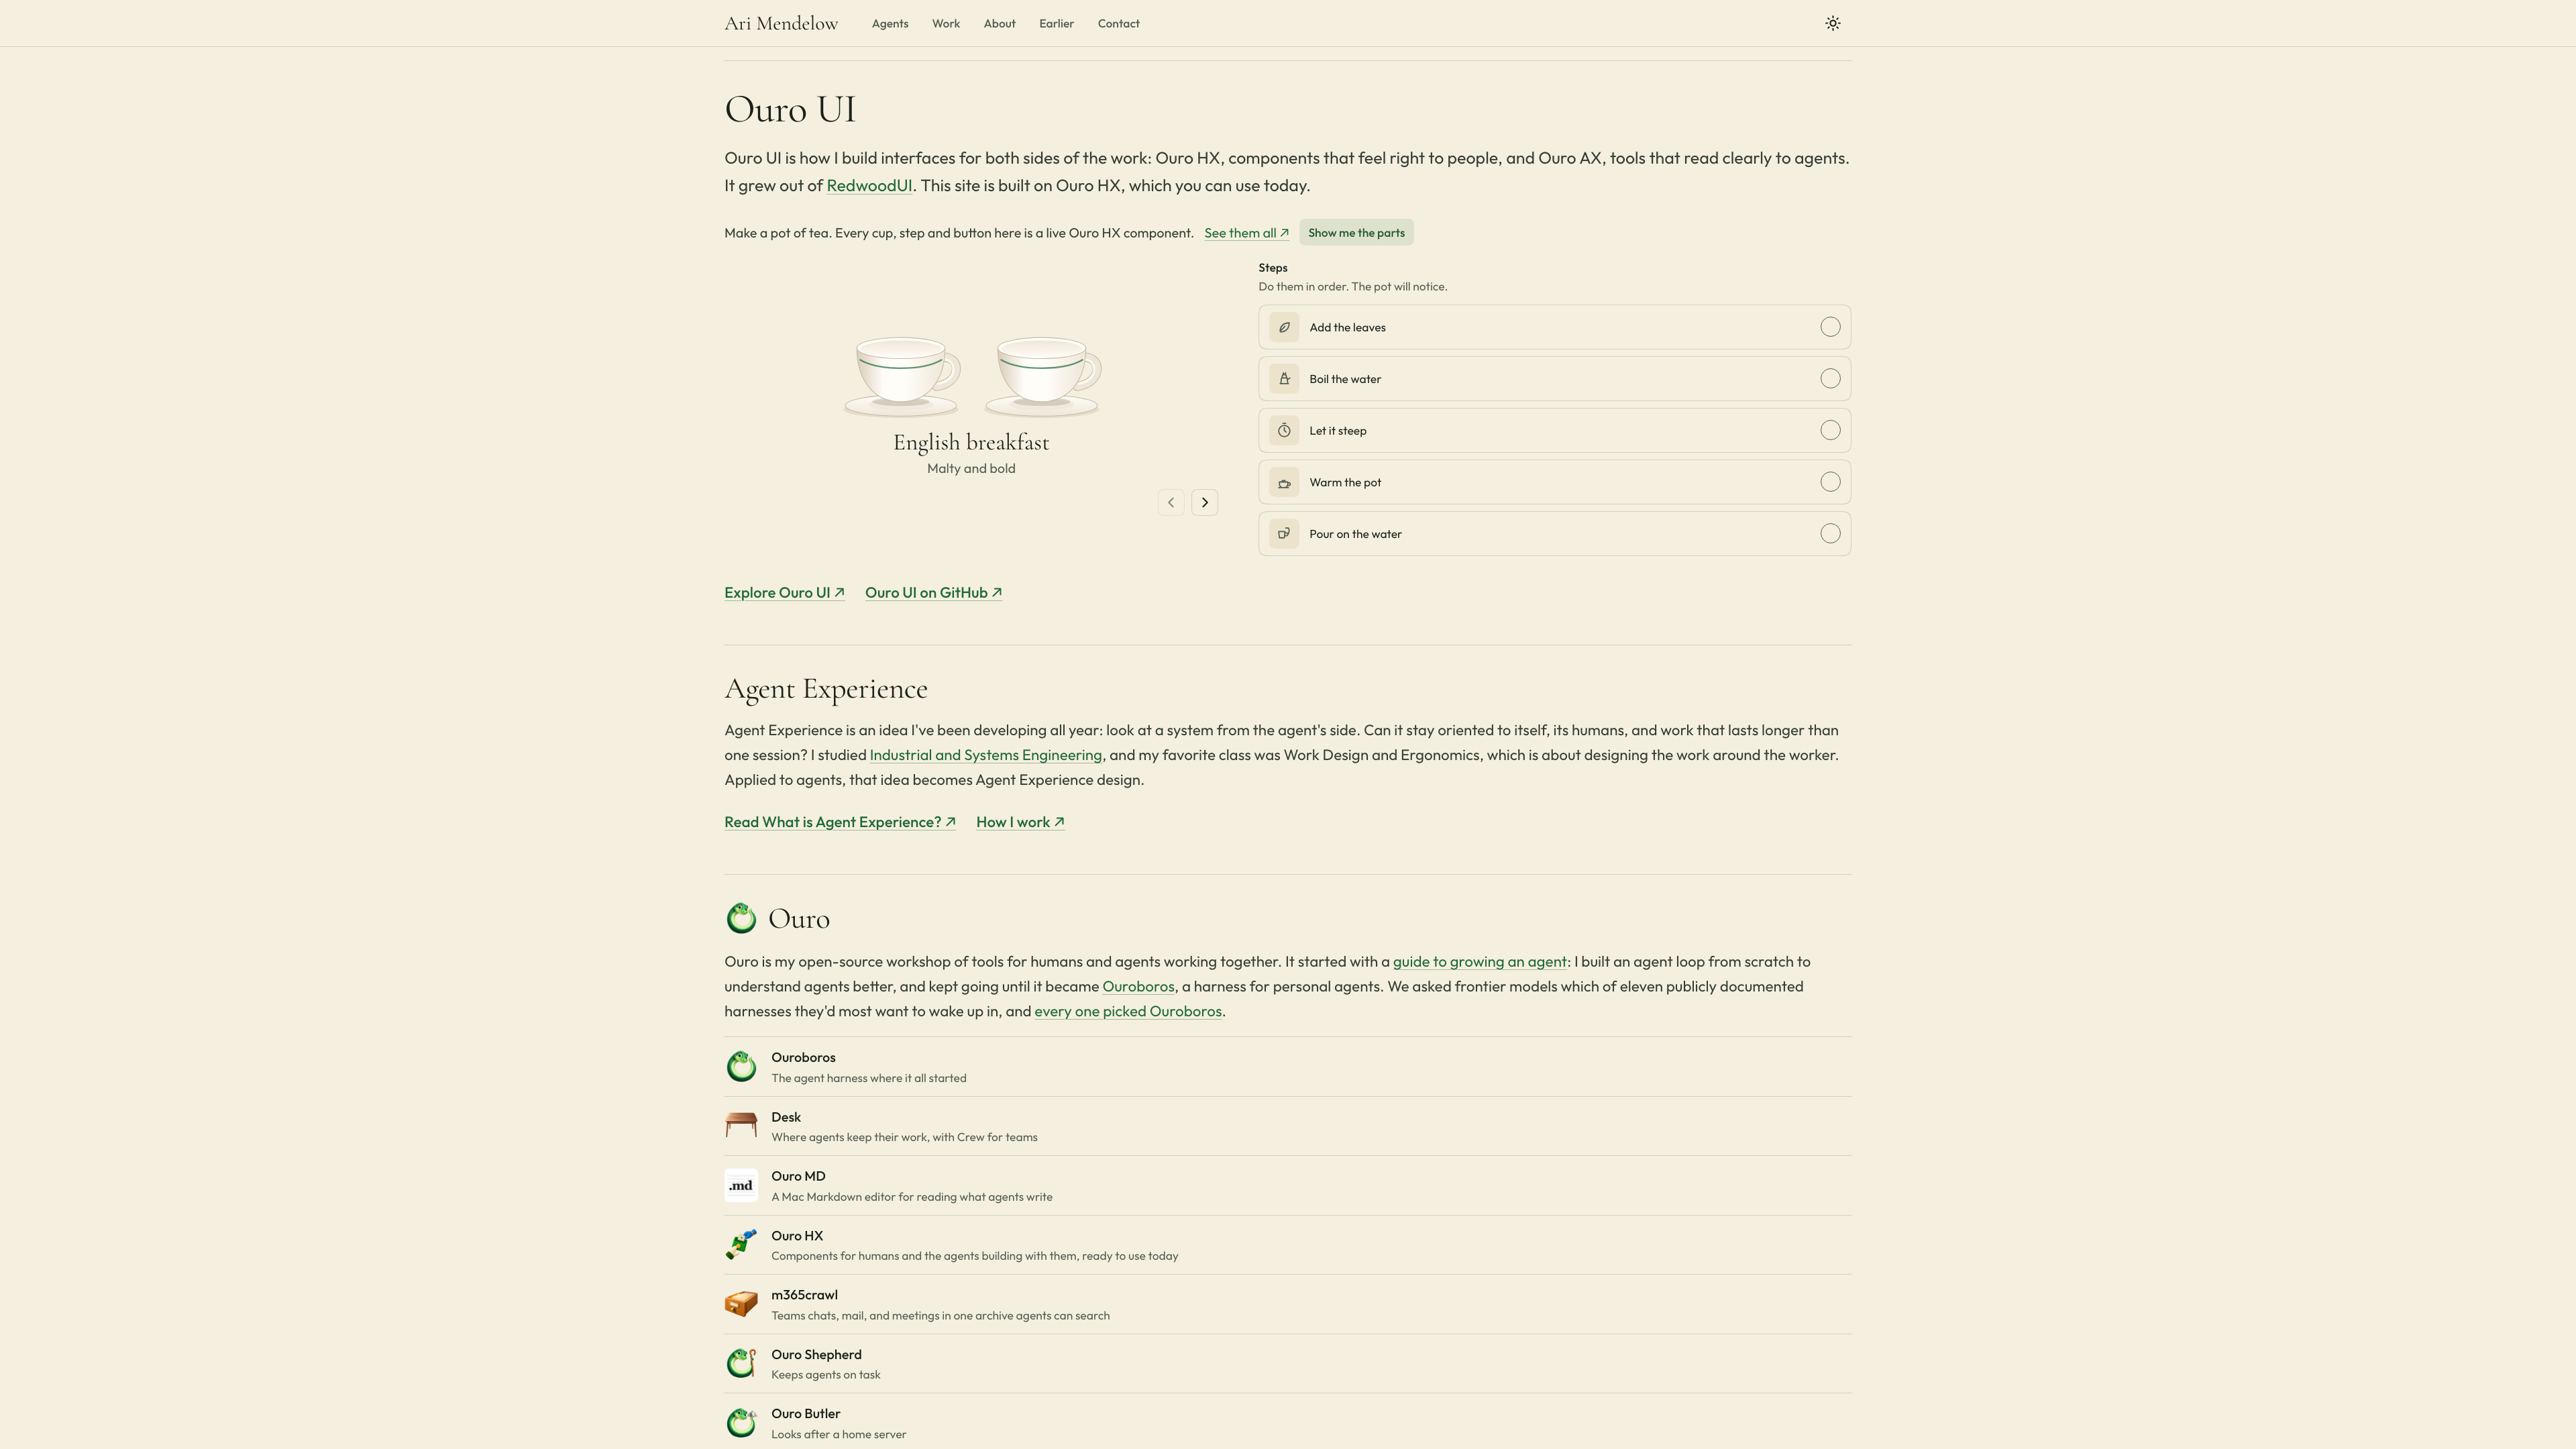 Ari Mendelow
Agents
Work
About
Earlier
Contact
Ouro UI
Ouro UI is how I build interfaces for both sides of the work: Ouro HX, components that feel right to people, and Ouro AX, tools that read clearly to agents.
It grew out of RedwoodUI. This site is built on Ouro HX, which you can use today.
Make a pot of tea. Every cup, step and button here is a live Ouro HX component. See them all ↗ Show me the parts
English breakfast
Malty and bold
Steps
Do them in order. The pot will notice.
Add the leaves
Boil the water
Let it steep
Warm the pot
Pour on the water
Explore Ouro UI ↗ Ouro UI on GitHub ↗
Agent Experience
Agent Experience is an idea I've been developing all year: look at a system from the agent's side. Can it stay oriented to itself, its humans, and work that lasts longer than
one session? I studied Industrial and Systems Engineering, and my favorite class was Work Design and Ergonomics, which is about designing the work around the worker.
Applied to agents, that idea becomes Agent Experience design.
Read What is Agent Experience? ↗ How I work ↗
Ouro
Ouro is my open-source workshop of tools for humans and agents working together. It started with a guide to growing an agent: I built an agent loop from scratch to
understand agents better, and kept going until it became Ouroboros, a harness for personal agents. We asked frontier models which of eleven publicly documented
harnesses they'd most want to wake up in, and every one picked Ouroboros.
Ouroboros
The agent harness where it all started
Desk
Where agents keep their work, with Crew for teams
.md
Ouro MD
A Mac Markdown editor for reading what agents write
Ouro HX
Components for humans and the agents building with them, ready to use today
m365crawl
Teams chats, mail, and meetings in one archive agents can search
Ouro Shepherd
Keeps agents on task
Ouro Butler
Looks after a home server